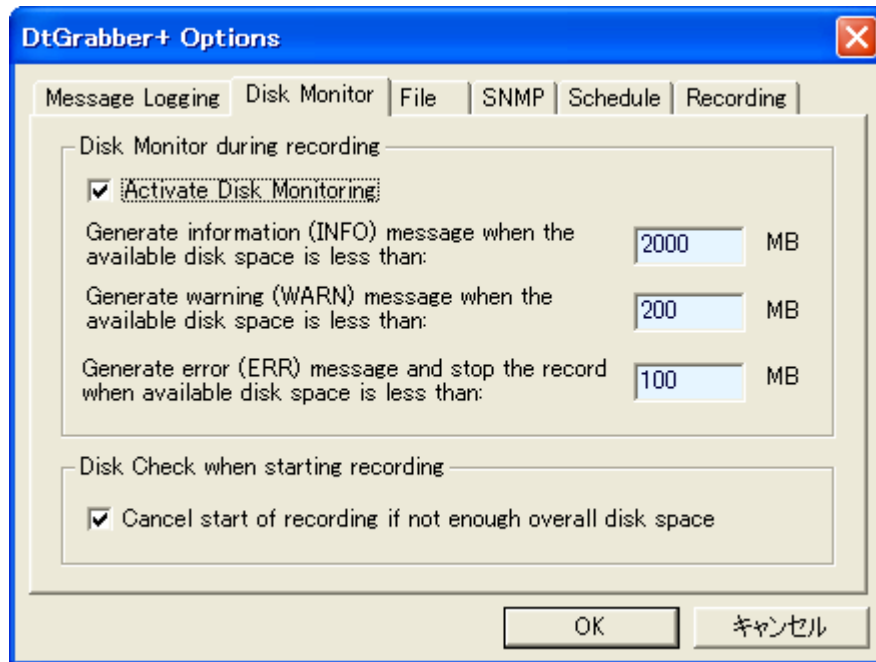 DtGrabber+ Options
Message Logging Disk Monitor File SNMP Schedule Recording
Disk Monitor during recording
Activate Disk Monitoring
Generate information (INFO) message when the
available disk space is less than:
2000 MB
Generate warning (WARN) message when the
available disk space is less than:
200 MB
Generate error (ERR) message and stop the record
when available disk space is less than:
100 MB
Disk Check when starting recording
Cancel start of recording if not enough overall disk space
OK キャンセル